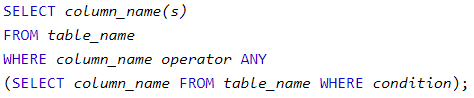 SELECT column_name(s)
FROM table_name
WHERE column_name operator ANY
(SELECT column_name FROM table_name WHERE condition);